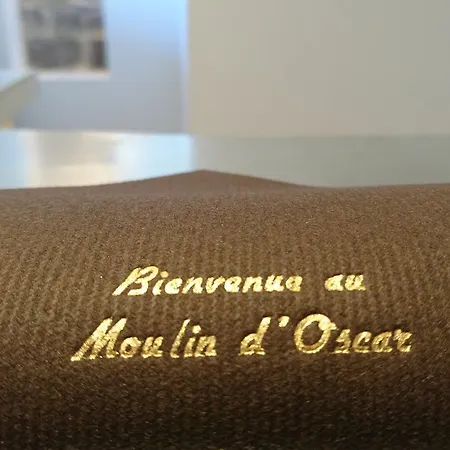 Bienvenue au
Moulin d'Oscar